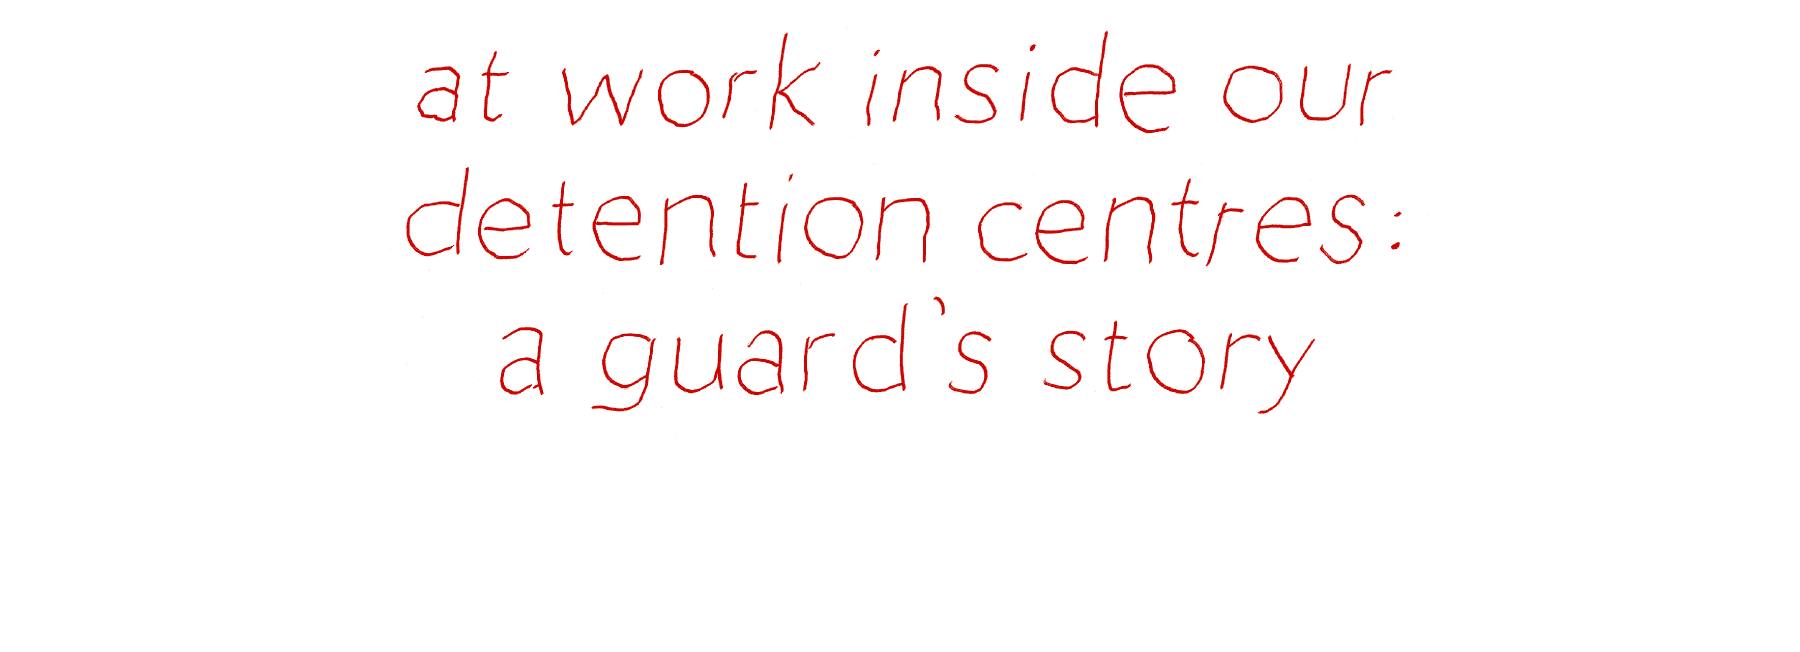 at work inside our
detention centres:
a guard's story